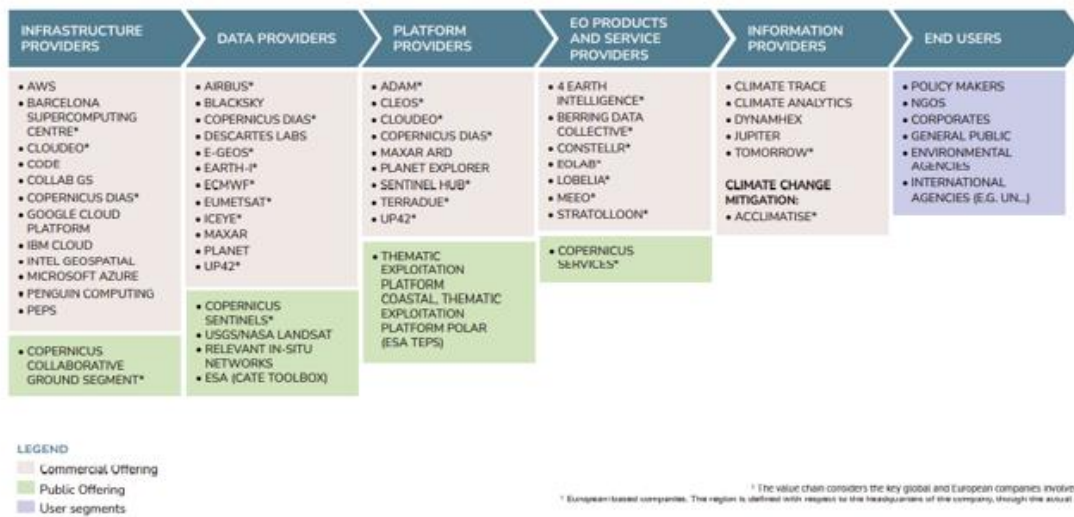 INFRASTRUCTURE
PROVIDERS
DATA PROVIDERS
PLATFORM
PROVIDERS
EO PRODUCTS
AND SERVICE
PROVIDERS
INFORMATION
PROVIDERS
END USERS
• AWS
• BARCELONA
SUPERCOMPUTING
CENTRE*
• CLOUDEO*
• CODE
• COLLAB GS
• COPERNICUS DIAS*
• GOOGLE CLOUD
PLATFORM
• IBM CLOUD
• INTEL GEOSPATIAL
• MICROSOFT AZURE
• PENGUIN COMPUTING
• PEPS
• COPERNICUS
COLLABORATIVE
GROUND SEGMENT*
• AIRBUS*
• BLACKSKY
• COPERNICUS DIAS*
• DESCARTES LABS
• E-GEOS*
• EARTH-I*
• ECMWF*
• EUMETSAT*
• ICEYE*
• MAXAR
• PLANET
• UP42*
• COPERNICUS
SENTINELS*
• USGS/NASA LANDSAT
• RELEVANT IN-SITU
NETWORKS
• ESA (CATE TOOLBOX)
• ADAM*
• CLEOS*
• CLOUDEO*
• COPERNICUS DIAS*
• MAXAR ARD
• PLANET EXPLORER
• SENTINEL HUB*
• TERRADUE*
• UP42*
• THEMATIC
EXPLOITATION
PLATFORM
COASTAL, THEMATIC
EXPLOITATION
PLATFORM POLAR
(ESA TEPS)
• 4 EARTH
INTELLIGENCE*
• BERRING DATA
COLLECTIVE*
• CONSTELLR*
• EOLAB*
• LOBELIA*
• MEEO*
• STRATOLLOON*
• COPERNICUS
SERVICES*
• CLIMATE TRACE
• CLIMATE ANALYTICS
• DYNAMHEX
• JUPITER
• TOMORROW*
CLIMATE CHANGE
MITIGATION:
• ACCLIMATISE*
• POLICY MAKERS
• NGOS
• CORPORATES
• GENERAL PUBLIC
• ENVIRONMENTAL
AGENCIES
• INTERNATIONAL
AGENCIES (E.G. UN...)
LEGEND
Commercial Offering
Public Offering
User segments
¹ The value chain considers the key global and European companies involve
* European-based companies. The region is defined with respect to the headquarters of the company, though the actual